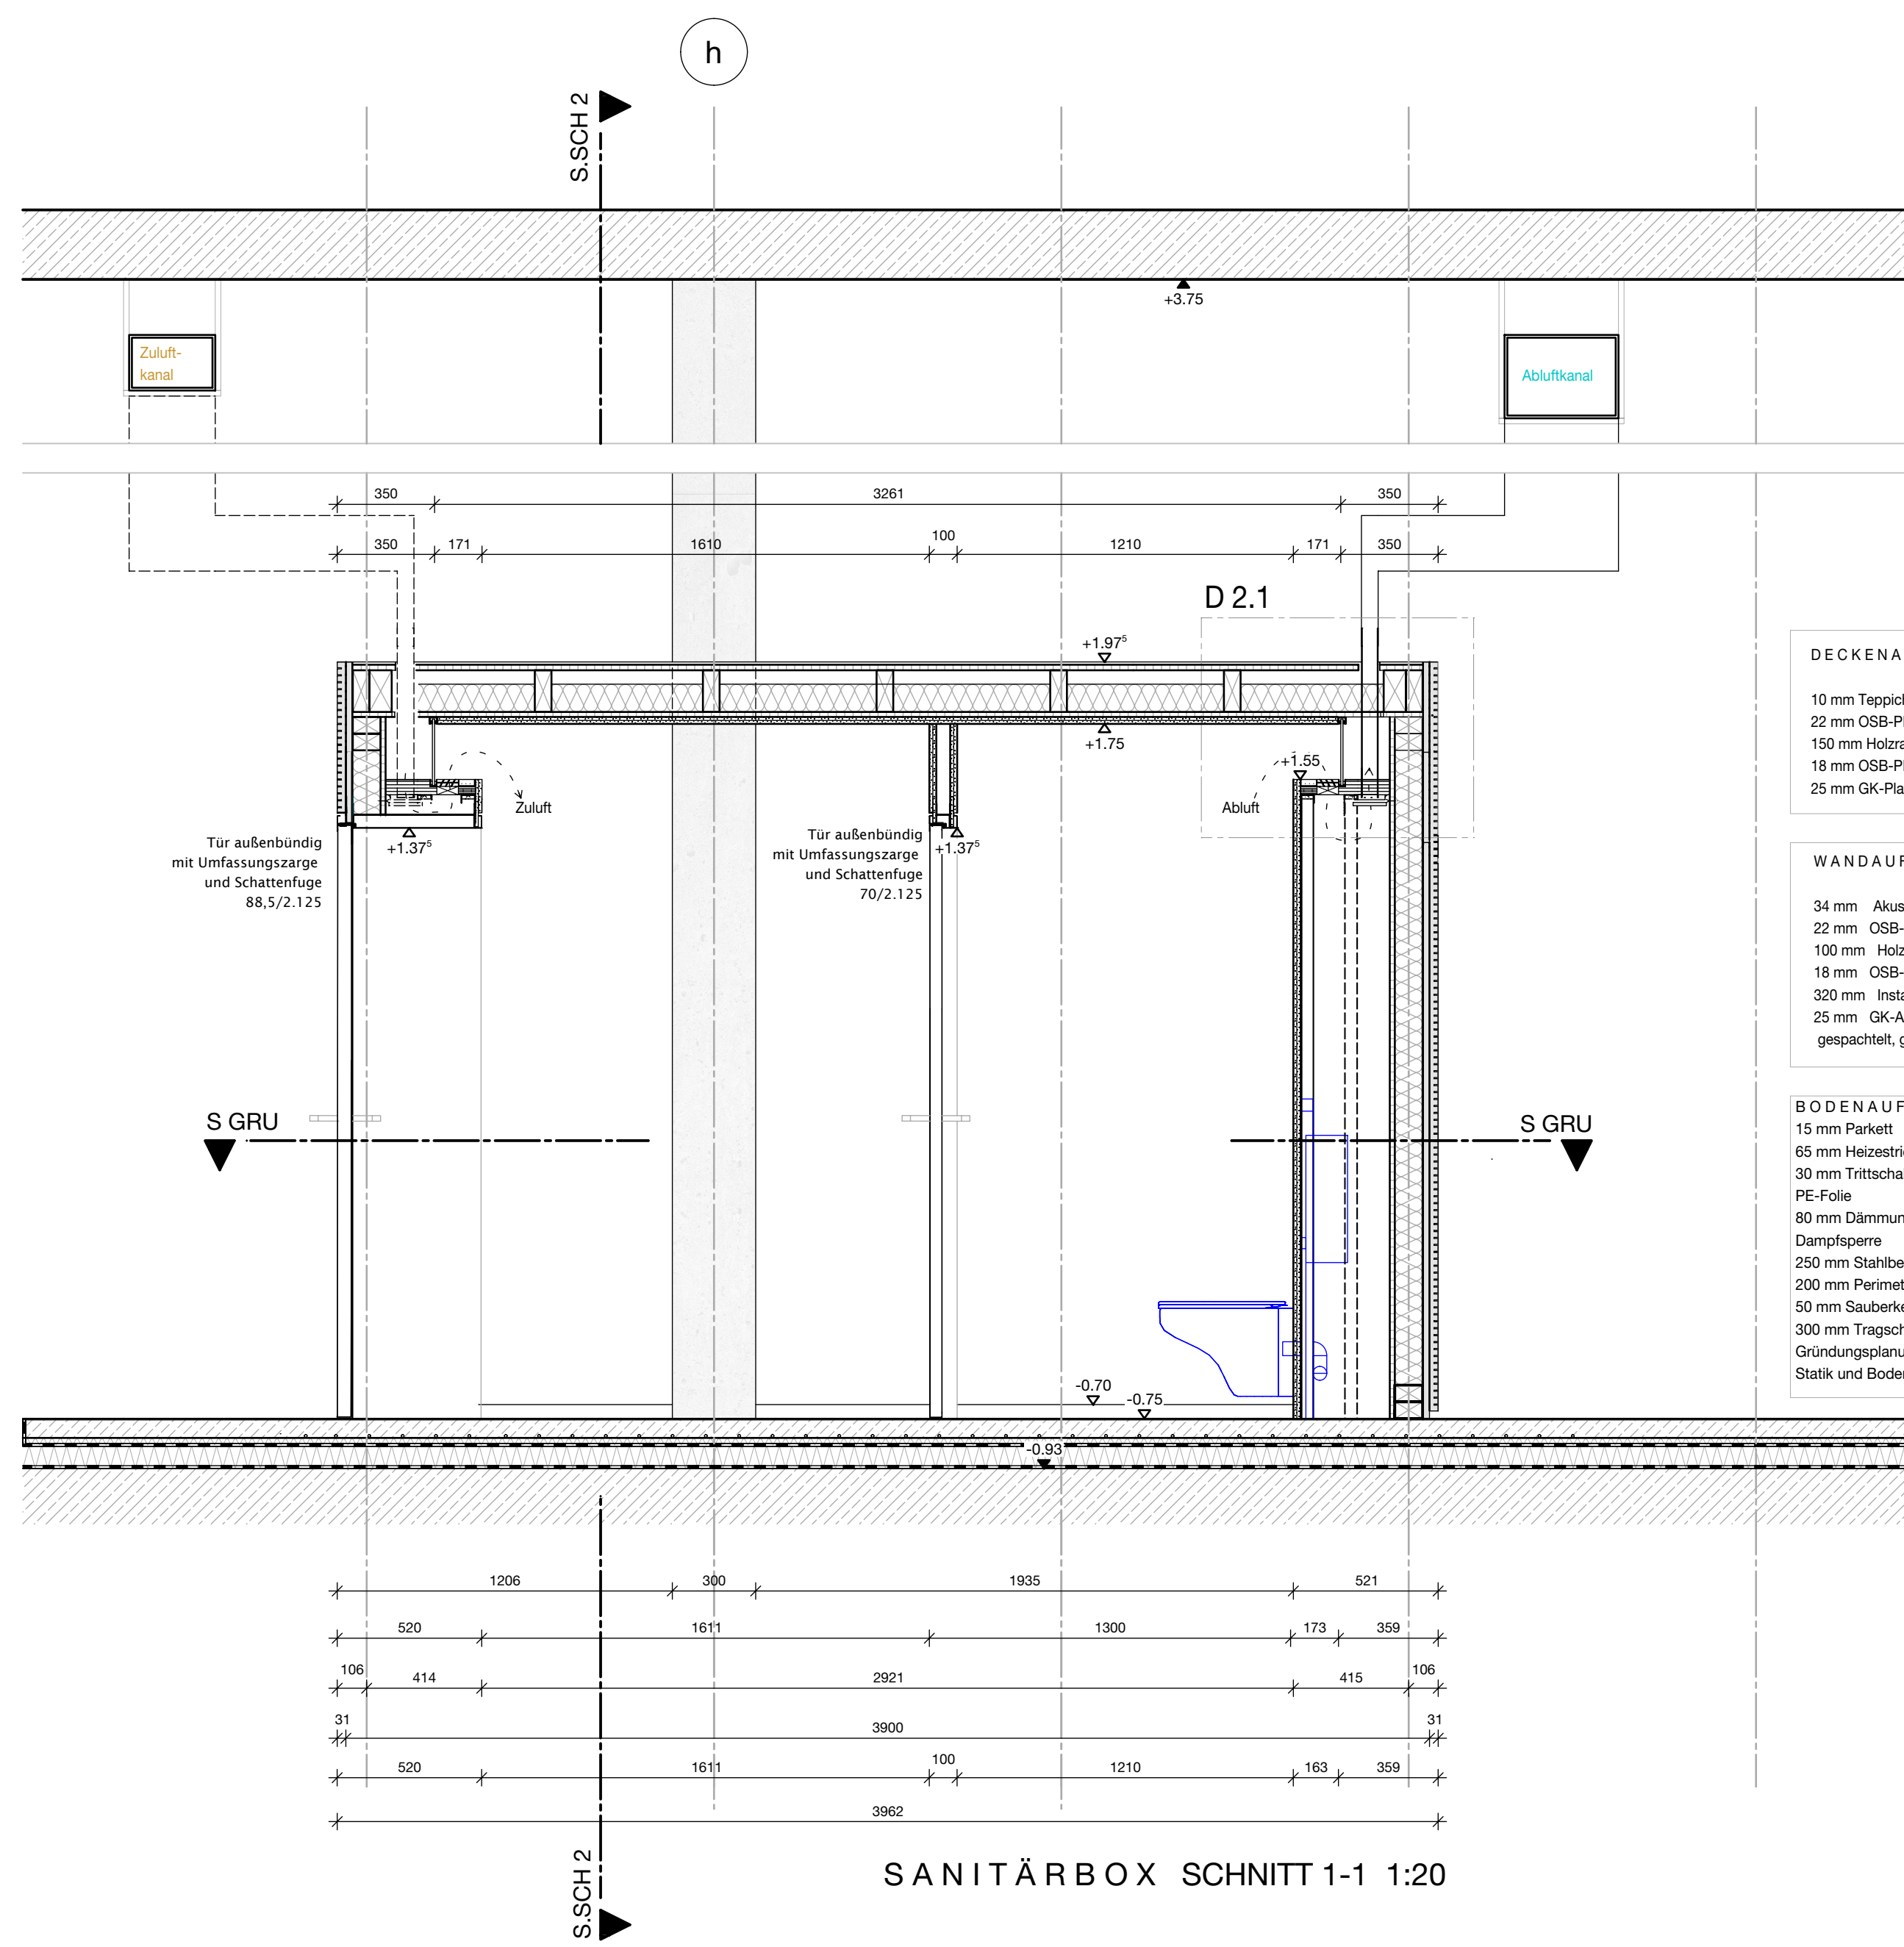 h
S.SCH 2
+3.75
Zuluft-
kanal
Abluftkanal
350 3261 350
350 171 1610 100 1210 171 350
D 2.1
+1.97⁵
+1.75
+1.55
Zuluft
Abluft
+1.37⁵
+1.37⁵
Tür außenbündig
mit Umfassungszarge
und Schattenfuge
88,5/2.125
Tür außenbündig
mit Umfassungszarge
und Schattenfuge
70/2.125
DECKENA
10 mm Teppich
22 mm OSB-Pl
150 mm Holzra
18 mm OSB-Pl
25 mm GK-Pla
WANDAUF
34 mm Akus
22 mm OSB-
100 mm Holz
18 mm OSB-
320 mm Insta
25 mm GK-A
gespachtelt, g
BODENAUF
15 mm Parkett
65 mm Heizestri
30 mm Trittscha
PE-Folie
80 mm Dämmun
Dampfsperre
250 mm Stahlbe
200 mm Perimet
50 mm Sauberke
300 mm Tragsch
Gründungsplanu
Statik und Boder
S GRU
S GRU
-0.70
-0.75
-0.93
1206 300 1935 521
520 1611 1300 173 359
106 414 2921 415 106
31 3900 31
520 1611 100 1210 163 359
3962
S.SCH 2
SANITÄRBOX SCHNITT 1-1 1:20